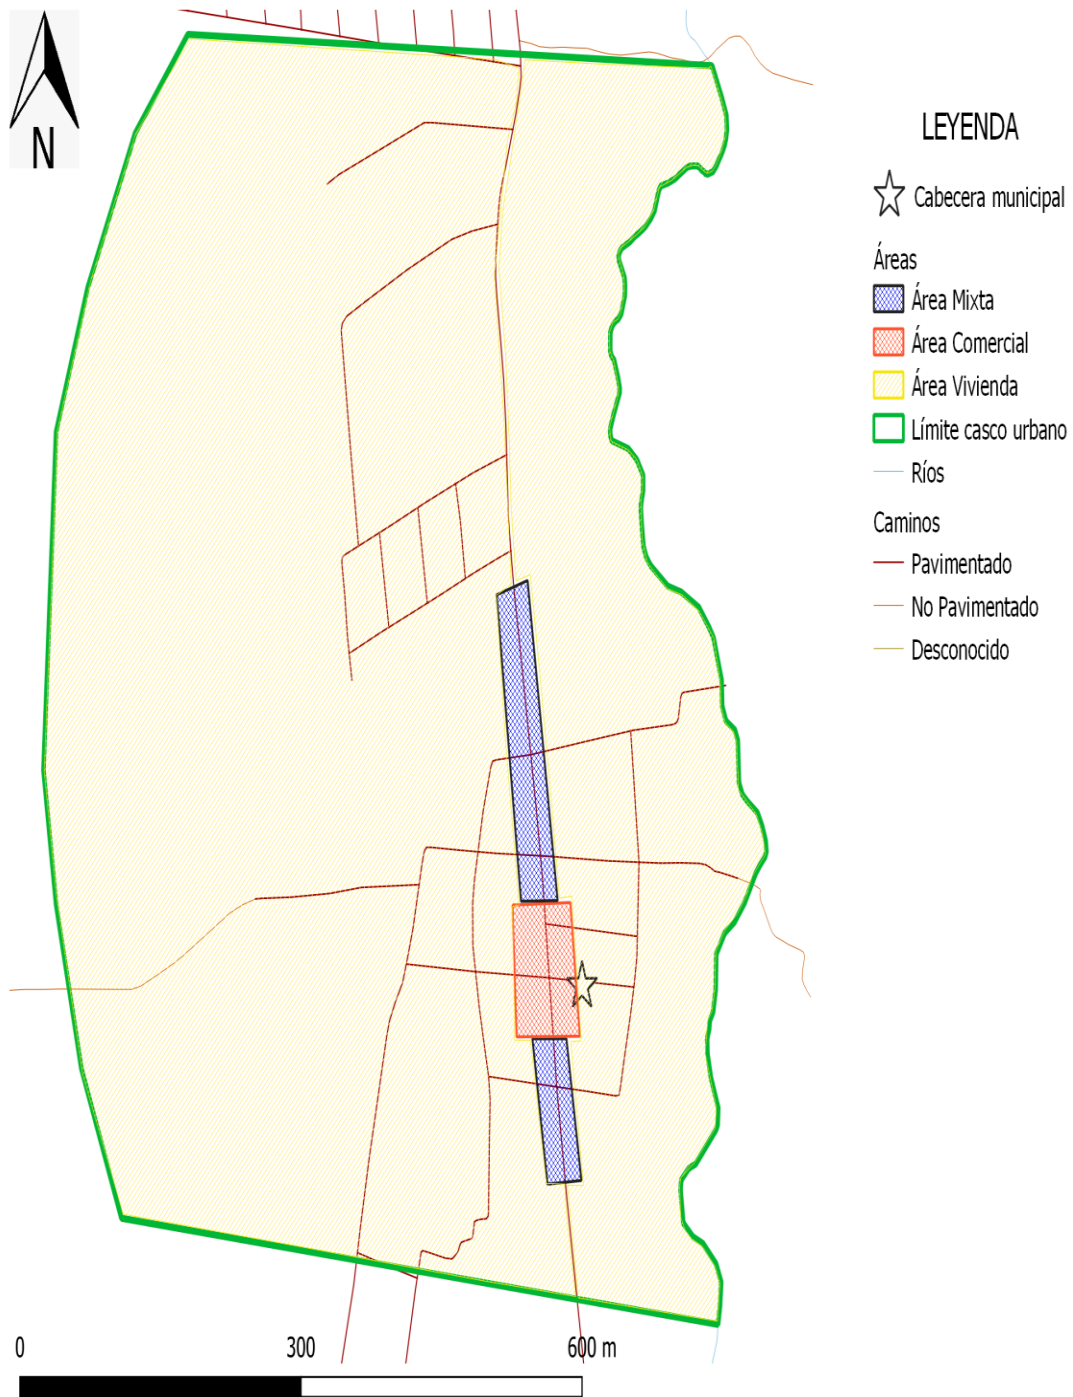 N
LEYENDA
Cabecera municipal
Áreas
Área Mixta
Área Comercial
Área Vivienda
Límite casco urbano
Ríos
Caminos
Pavimentado
No Pavimentado
Desconocido
0 300 600 m